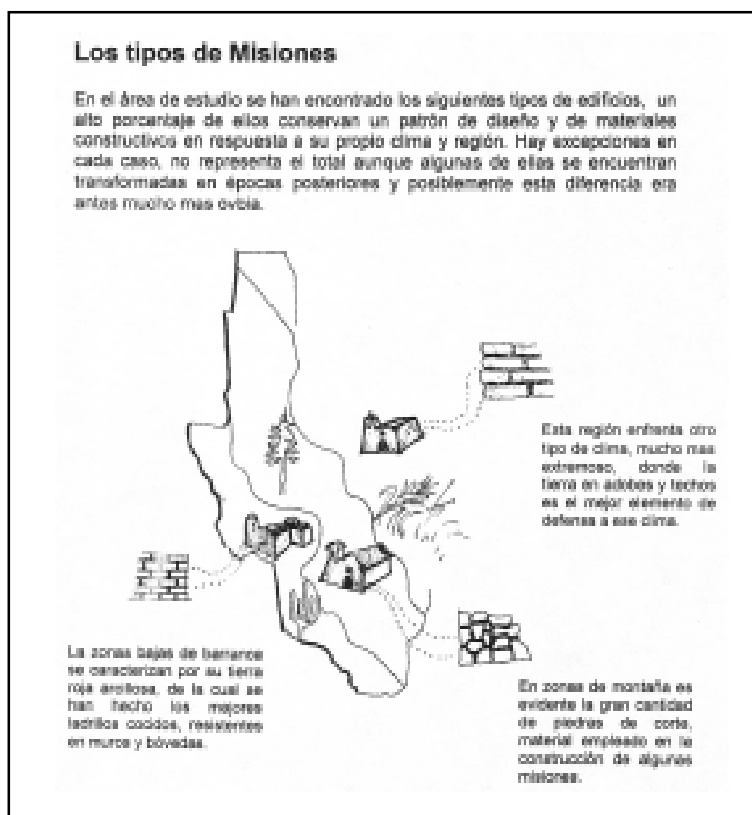 Los tipos de Misiones
En el área de estudio se han encontrado los siguientes tipos de edificios, un
alto porcentaje de ellos conservan un patrón de diseño y de materiales
constructivos en respuesta a su propio clima y región. Hay excepciones en
cada caso, no representa el total aunque algunas de ellas se encuentran
transformadas en épocas posteriores y posiblemente esta diferencia era
antes mucho mas ovbia.
Esta región enfrenta otro
tipo de clima, mucho mas
extremoso, donde la
tierra en adobes y techos
es el mejor elemento de
defensa a ese clima.
La zonas bajas de barranca
se caracterizan por su tierra
roja arcillosa, de la cual se
han hecho los mejores
ladrillos cocidos, resistentes
en muros y bóvedas.
En zonas de montaña es
evidente la gran cantidad
de piedras de corte,
material empleado en la
construcción de algunas
misiones.